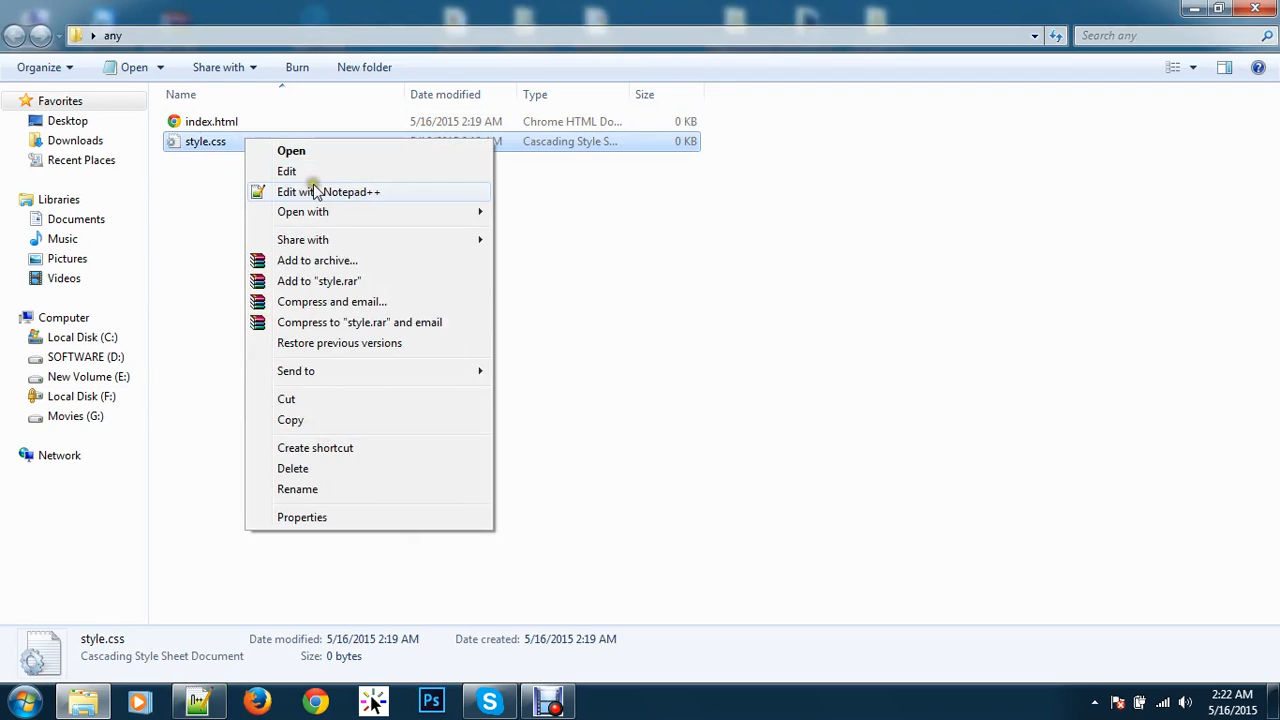 any
Search any
Organize
Open
Share with
Burn
New folder
Favorites
Desktop
Downloads
Recent Places
Libraries
Documents
Music
Pictures
Videos
Computer
Local Disk (C:)
SOFTWARE (D:)
New Volume (E:)
Local Disk (F:)
Movies (G:)
Network
Name Date modified Type Size
index.html 5/16/2015 2:19 AM Chrome HTML Do... 0 KB
style.css Cascading Style S... 0 KB
Open
Edit
Edit with Notepad++
Open with
Share with
Add to archive...
Add to "style.rar"
Compress and email...
Compress to "style.rar" and email
Restore previous versions
Send to
Cut
Copy
Create shortcut
Delete
Rename
Properties
style.css Date modified: 5/16/2015 2:19 AM Date created: 5/16/2015 2:19 AM
Cascading Style Sheet Document Size: 0 bytes
Ps
2:22 AM
5/16/2015